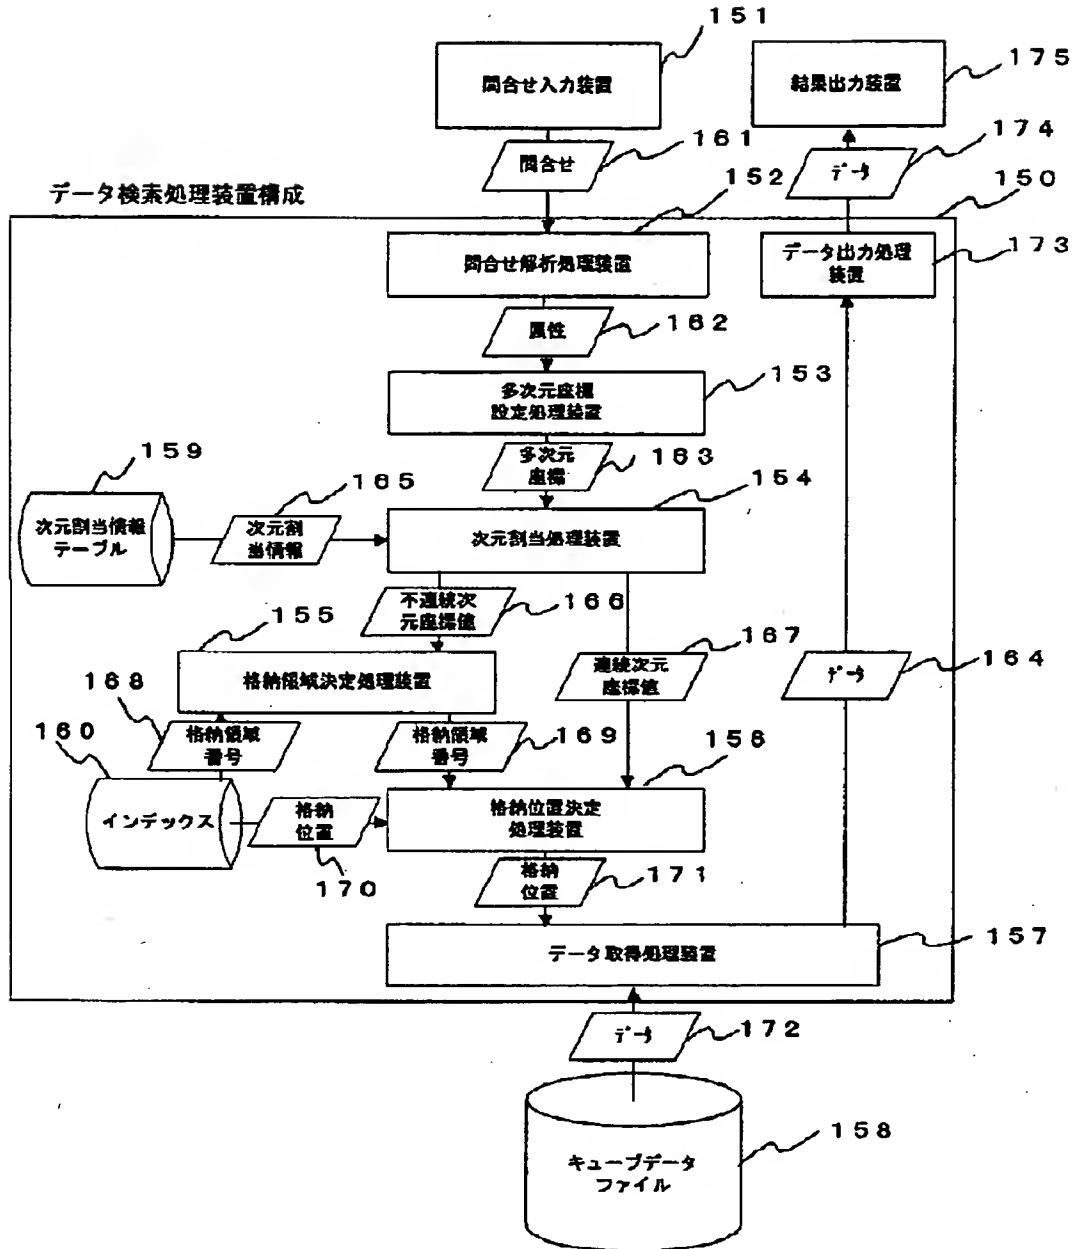 151
175
問合せ入力装置
結果出力装置
174
161
問合せ
データ
152
150
データ検索処理装置構成
問合せ解析処理装置
データ出力処理
装置
173
162
属性
153
多次元座標
設定処理装置
159
165
多次元
座標
163
154
次元割当情報
テーブル
次元割
当情報
次元割当処理装置
不連続次
元座標値
166
155
167
連続次元
座標値
データ
164
格納領域決定処理装置
168
160
格納領域
番号
格納領域
番号
169
156
インデックス
格納
位置
格納位置決定
処理装置
170
格納
位置
171
データ取得処理装置
157
データ
172
158
キューブデータ
ファイル